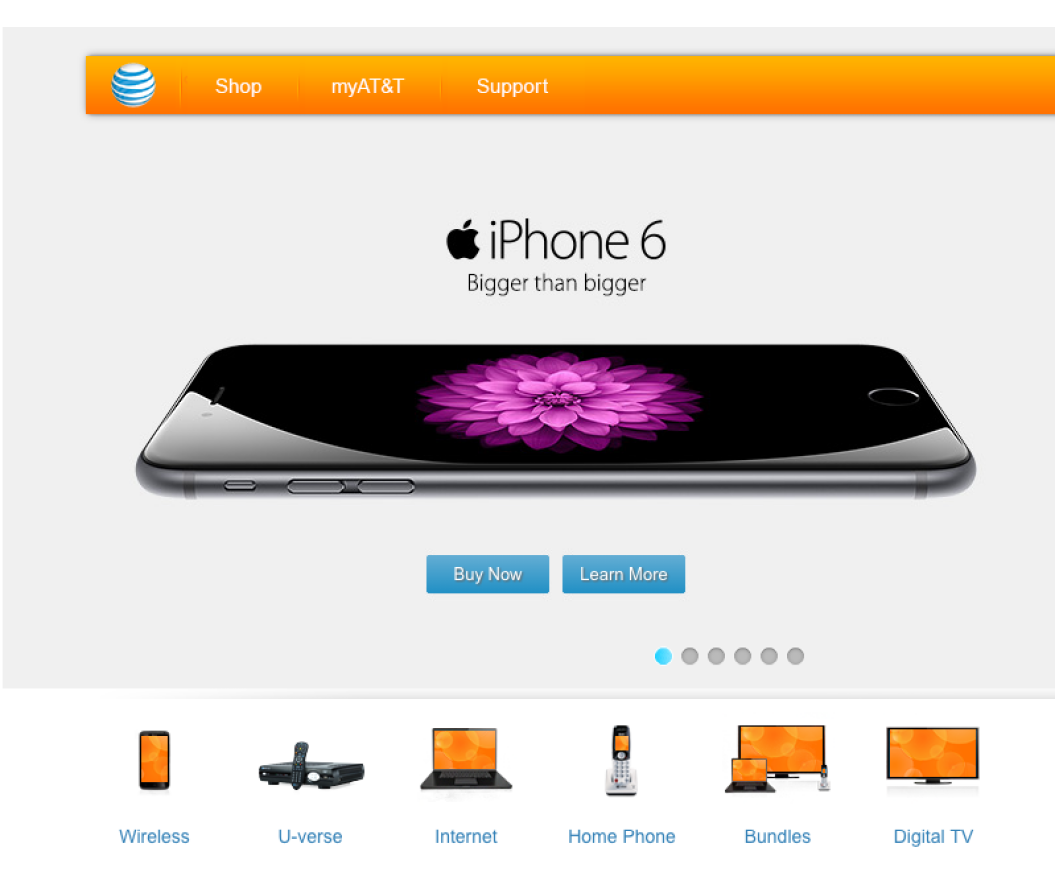 Shop myAT&T Support
iPhone 6
Bigger than bigger
Buy Now Learn More
Wireless U-verse Internet Home Phone Bundles Digital TV